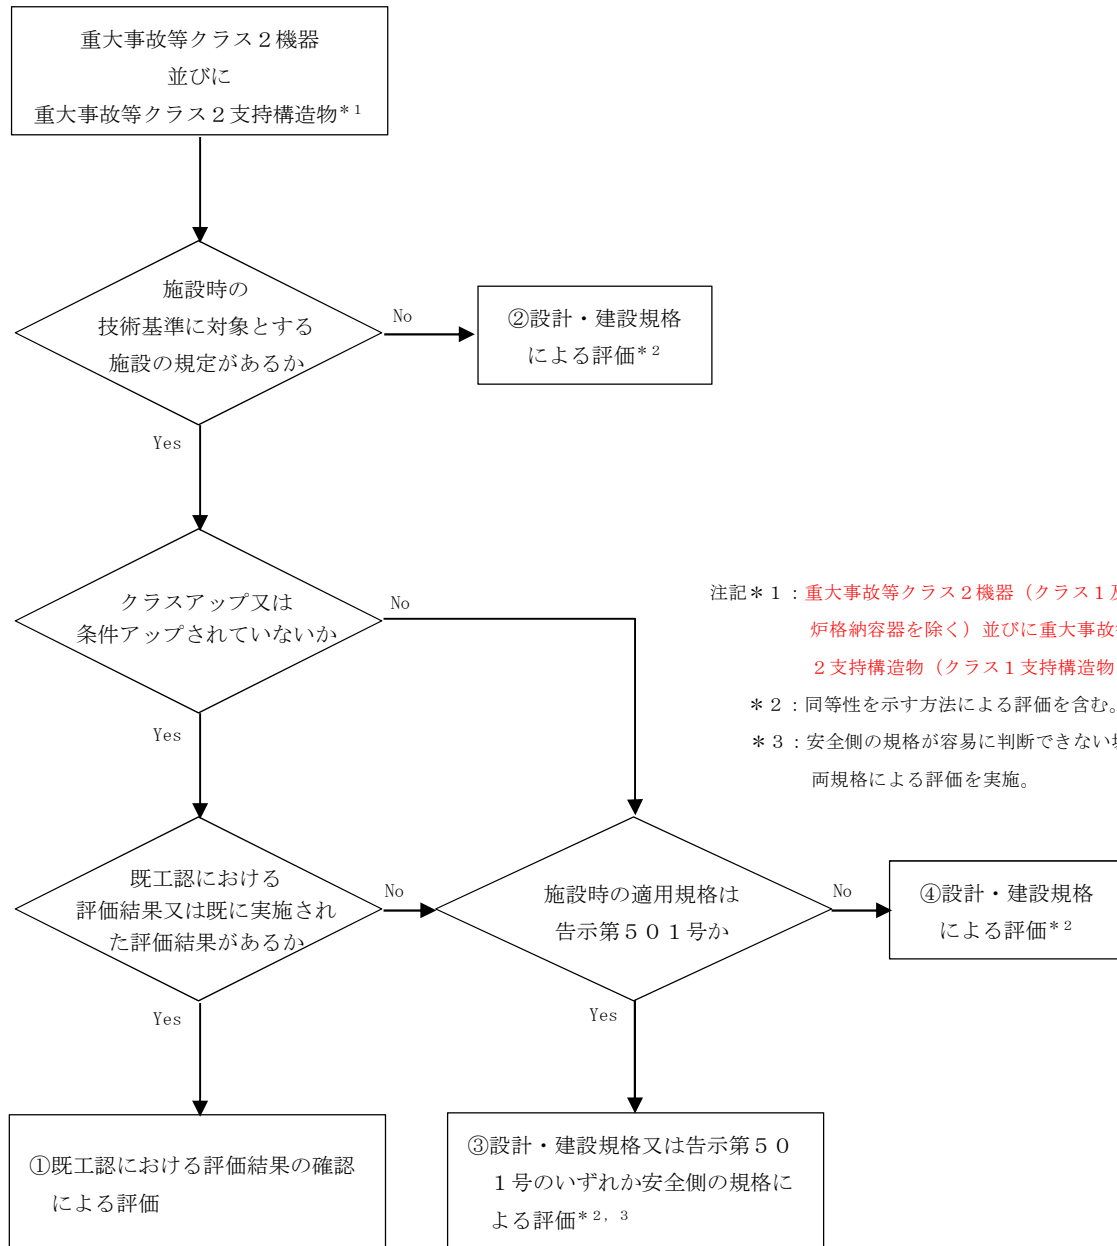 重大事故等クラス２機器
並びに
重大事故等クラス２支持構造物＊１
施設時の
技術基準に対象とする
施設の規定があるか
No
②設計・建設規格
による評価＊２
Yes
クラスアップ又は
条件アップされていないか
No
Yes
注記＊１：重大事故等クラス２機器（クラス１及
炉格納容器を除く）並びに重大事故
２支持構造物（クラス１支持構造物
＊２：同等性を示す方法による評価を含む。
＊３：安全側の規格が容易に判断できない
両規格による評価を実施。
既工認における
評価結果又は既に実施され
た評価結果があるか
No
施設時の適用規格は
告示第５０１号か
No
④設計・建設規格
による評価＊２
Yes
Yes
①既工認における評価結果の確認
による評価
③設計・建設規格又は告示第５０
１号のいずれか安全側の規格に
よる評価＊２，３